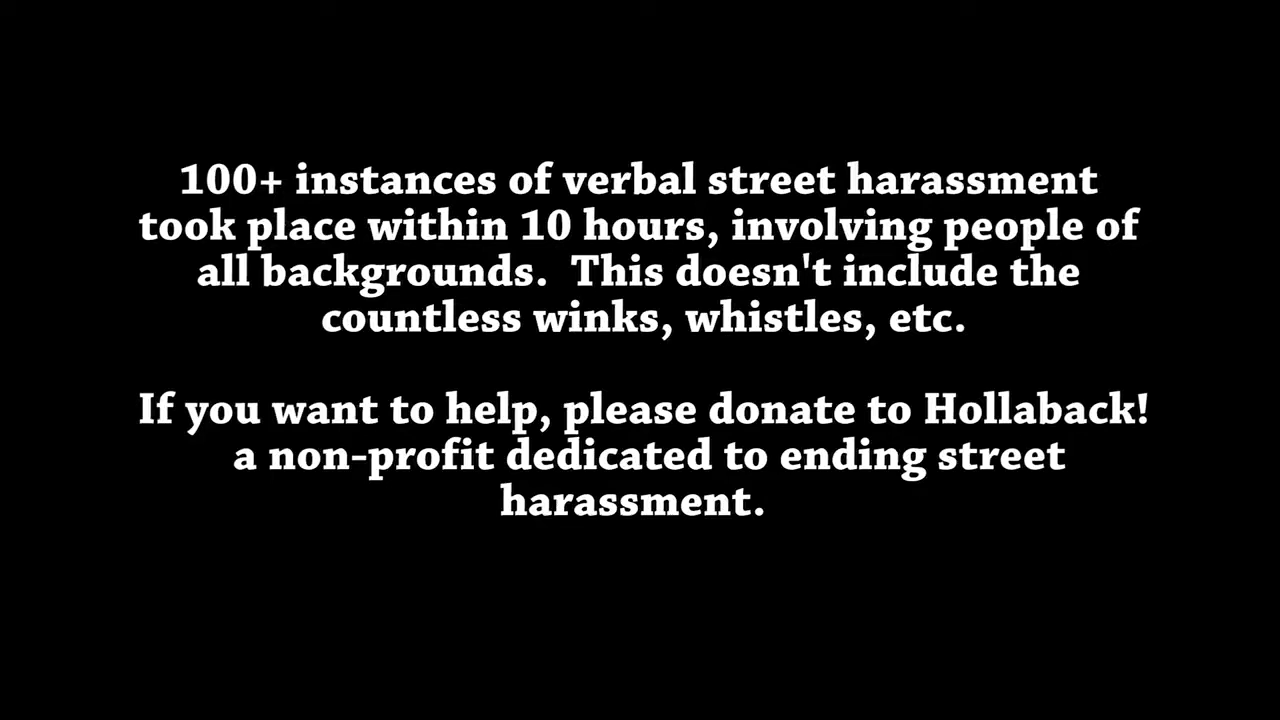 100+ instances of verbal street harassment
took place within 10 hours, involving people of
all backgrounds.  This doesn't include the
countless winks, whistles, etc.
If you want to help, please donate to Hollaback!
a non-profit dedicated to ending street
harassment.